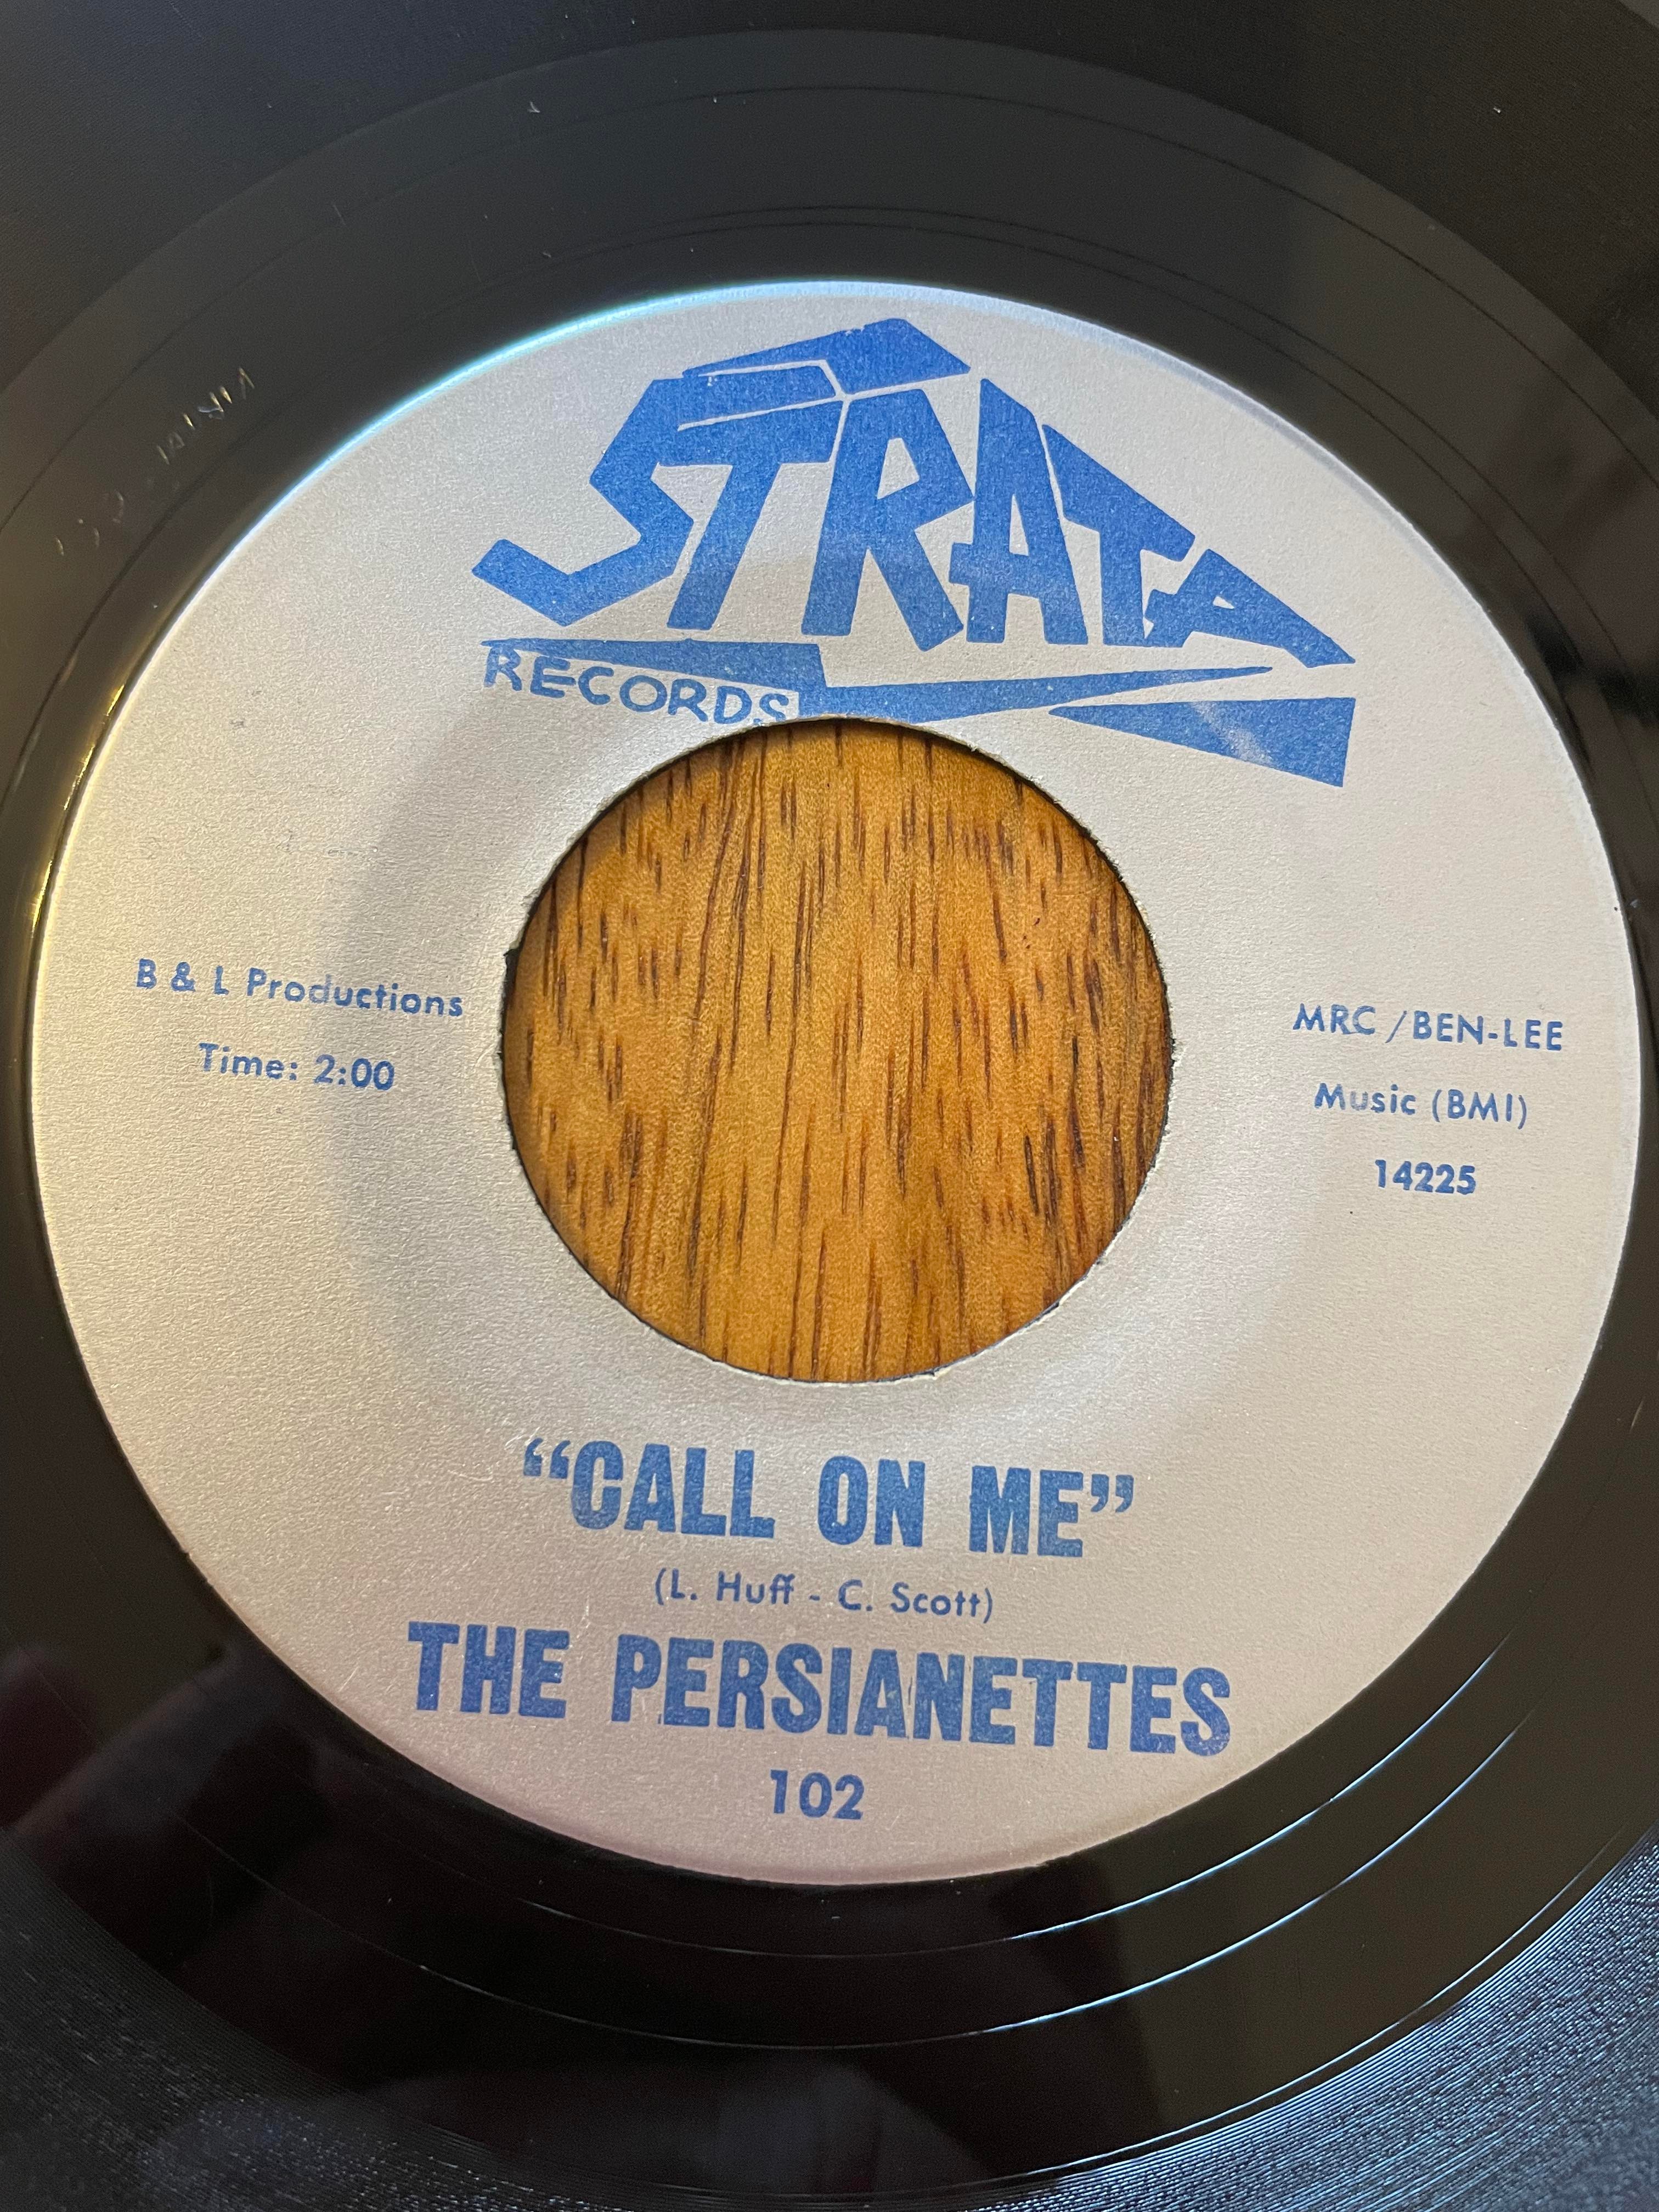 STRATA
RECORDS
B & L Productions
Time: 2:00
MRC/BEN-LEE
Music (BMI)
14225
“CALL ON ME”
(L. Huff - C. Scott)
THE PERSIANETTES
102